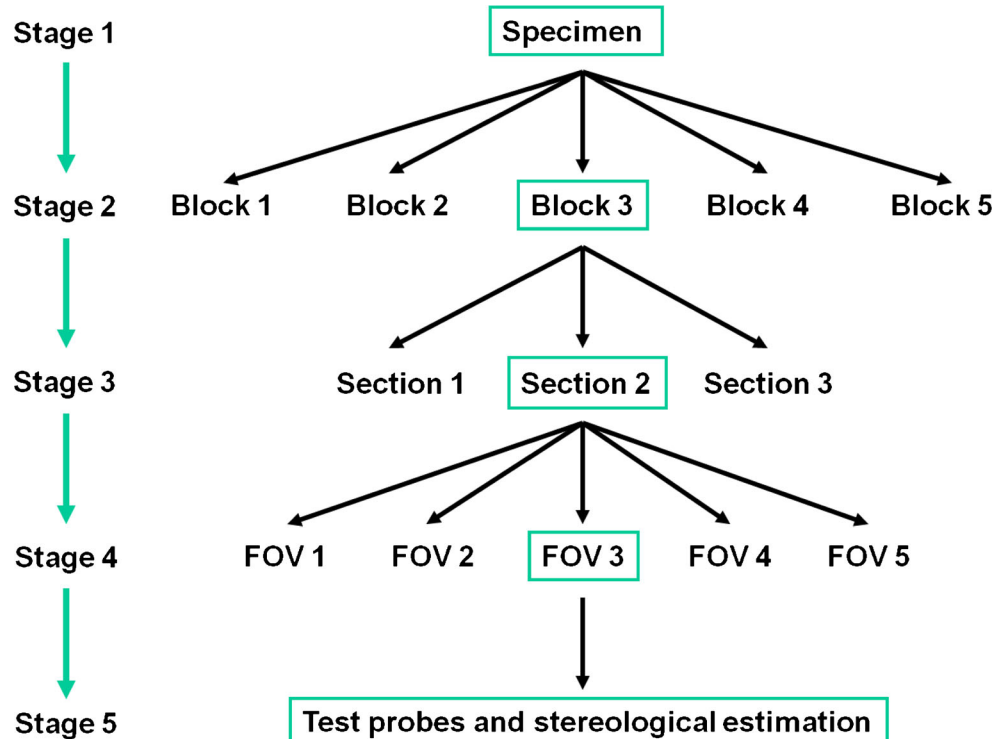 Stage 1 Specimen
Stage 2 Block 1 Block 2 Block 3 Block 4 Block 5
Stage 3 Section 1 Section 2 Section 3
Stage 4 FOV 1 FOV 2 FOV 3 FOV 4 FOV 5
Stage 5 Test probes and stereological estimation